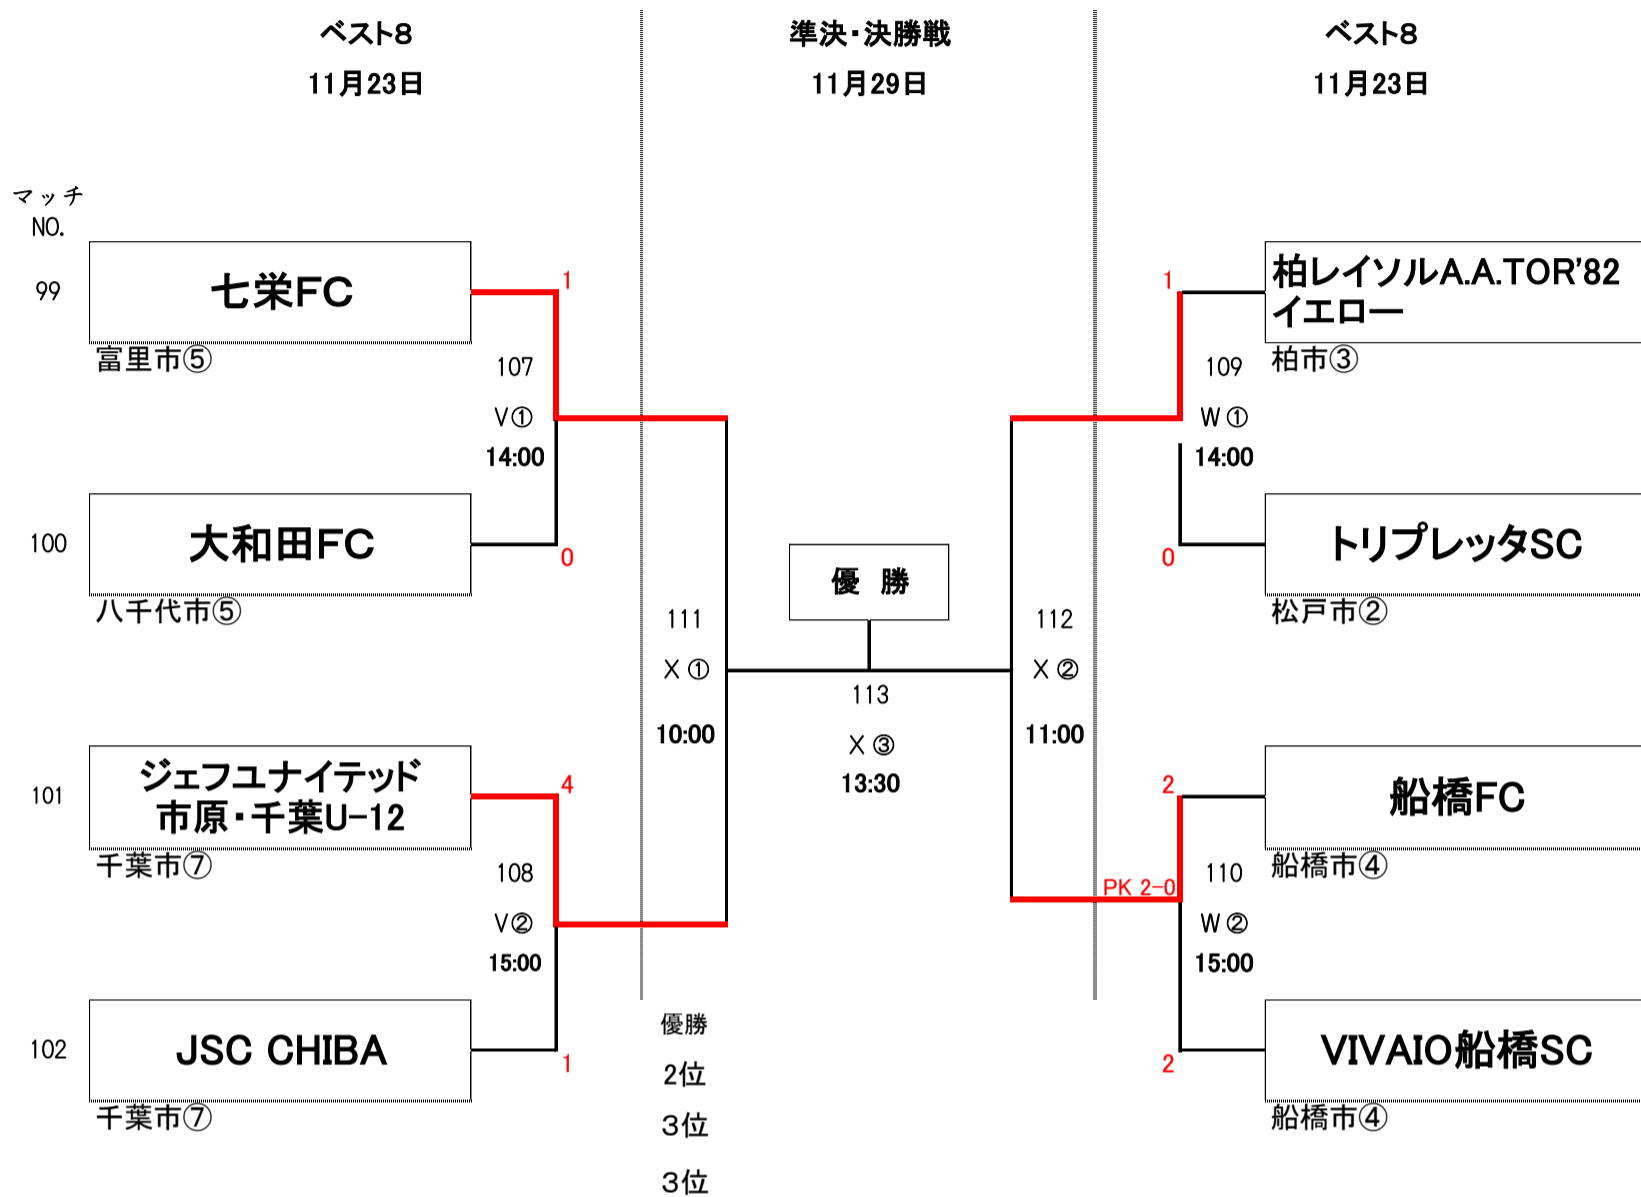 ベスト8
準決・決勝戦
ベスト8
11月23日
11月29日
11月23日
マッチ
NO.
99
七栄FC
1
富里市⑤
107
V①
14:00
100
大和田FC
0
八千代市⑤
101
ジェフユナイテッド
市原・千葉U-12
4
千葉市⑦
108
V②
15:00
102
JSC CHIBA
1
千葉市⑦
111
X①
10:00
優 勝
113
X③
13:30
112
X②
11:00
1
柏レイソルA.A.TOR'82
イエロー
柏市③
109
W①
14:00
0
トリプレッタSC
松戸市②
2
船橋FC
船橋市④
PK 2-0
110
W②
15:00
2
VIVAIO船橋SC
船橋市④
優勝
2位
3位
3位